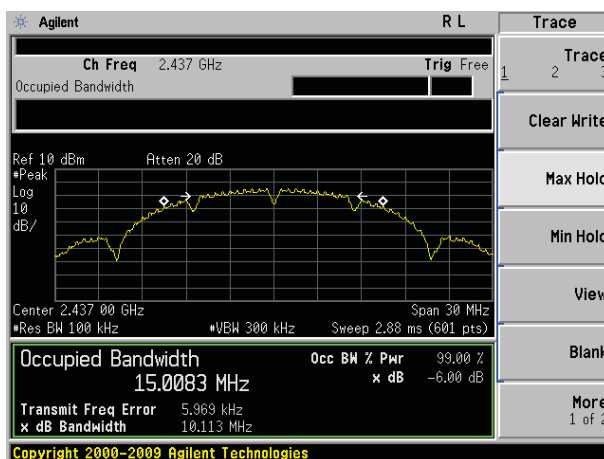 Agilent
R L
Trace
Ch Freq 2.437 GHz
Trig Free
Occupied Bandwidth
Trace
1 2 3
Clear Write
Max Hold
Min Hold
View
Blank
More
1 of 2
Ref 10 dBm Atten 20 dB
#Peak
Log
10
dB/
Center 2.437 00 GHz Span 30 MHz
#Res BW 100 kHz #VBW 300 kHz Sweep 2.88 ms (601 pts)
Occupied Bandwidth
15.0083 MHz
Occ BW % Pwr 99.00 %
x dB -6.00 dB
Transmit Freq Error 5.969 kHz
x dB Bandwidth 10.113 MHz
Copyright 2000-2009 Agilent Technologies